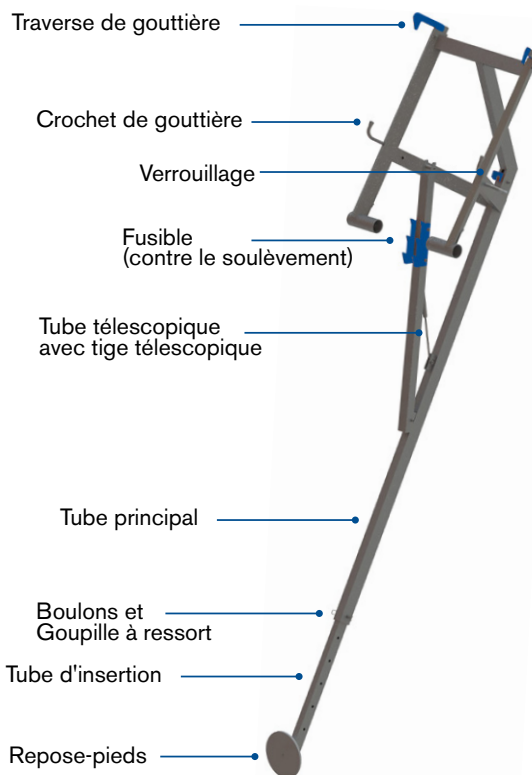 Traverse de gouttière
Crochet de gouttière
Verrouillage
Fusible
(contre le soulèvement)
Tube télescopique
avec tige télescopique
Tube principal
Boulons et
Goupille à ressort
Tube d'insertion
Repose-pieds